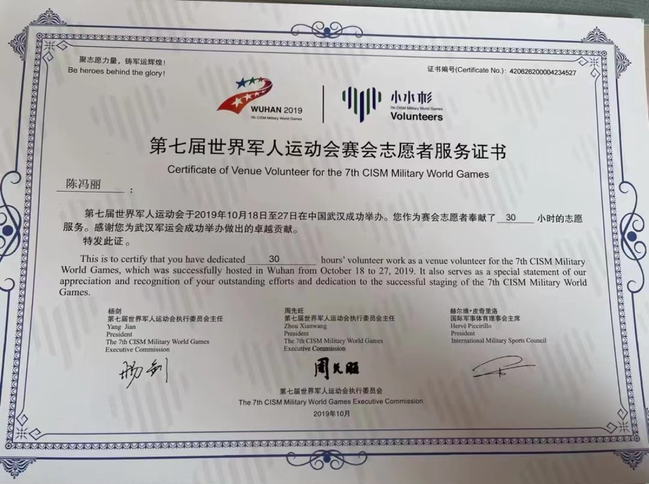 聚志愿力量，铸军运辉煌！
Be heroes behind the glory!
证书编号(Certificate No.)：420626200004234527
WUHAN 2019
7th CISM Military World Games
小水杉
7th CISM Military World Games
Volunteers
第七届世界军人运动会赛会志愿者服务证书
Certificate of Venue Volunteer for the 7th CISM Military World Games
陈冯丽：
第七届世界军人运动会于2019年10月18日至27日在中国武汉成功举办。您作为赛会志愿者奉献了 30 小时的志愿
服务。感谢您为武汉军运会成功举办做出的卓越贡献。
特发此证。
This is to certify that you have dedicated 30 hours' volunteer work as a venue volunteer for the 7th CISM Military
World Games, which was successfully hosted in Wuhan from October 18 to 27, 2019. It also serves as a special statement of our
appreciation and recognition of your outstanding efforts and dedication to the successful staging of the 7th CISM Military World
Games.
杨剑 周先旺 赫尔维·皮奇里洛
第七届世界军人运动会执行委员会主任 第七届世界军人运动会执行委员会主任 国际军事体育理事会主席
Yang Jian Zhou Xianwang Hervé Piccirillo
President President President
The 7th CISM Military World Games The 7th CISM Military World Games International Military Sports Council
Executive Commission Executive Commission
杨剑
第七届世界军人运动会执行委员会
The 7th CISM Military World Games Executive Commission
2019年10月